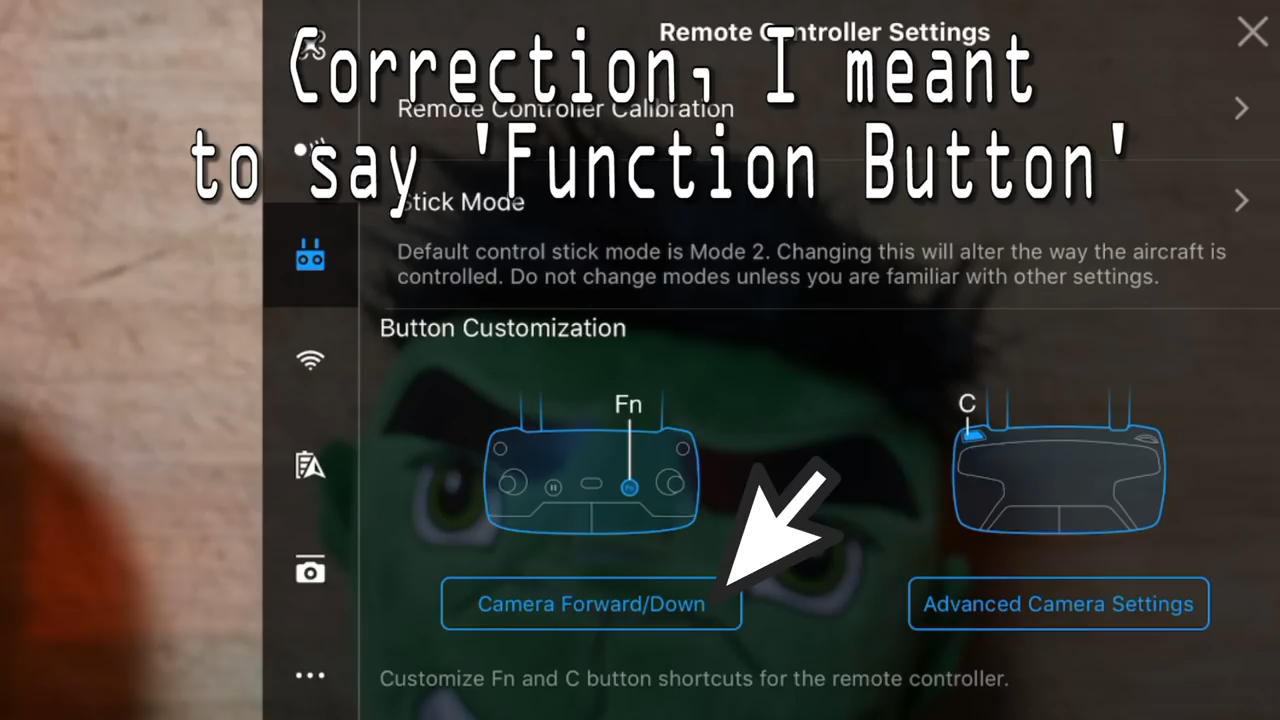 Remote Controller Settings
Correction, I meant
Remote Controller Calibration
to say 'Function Button'
Stick Mode
Default control stick mode is Mode 2. Changing this will alter the way the aircraft is
controlled. Do not change modes unless you are familiar with other settings.
Button Customization
Fn
C
Camera Forward/Down
Advanced Camera Settings
Customize Fn and C button shortcuts for the remote controller.